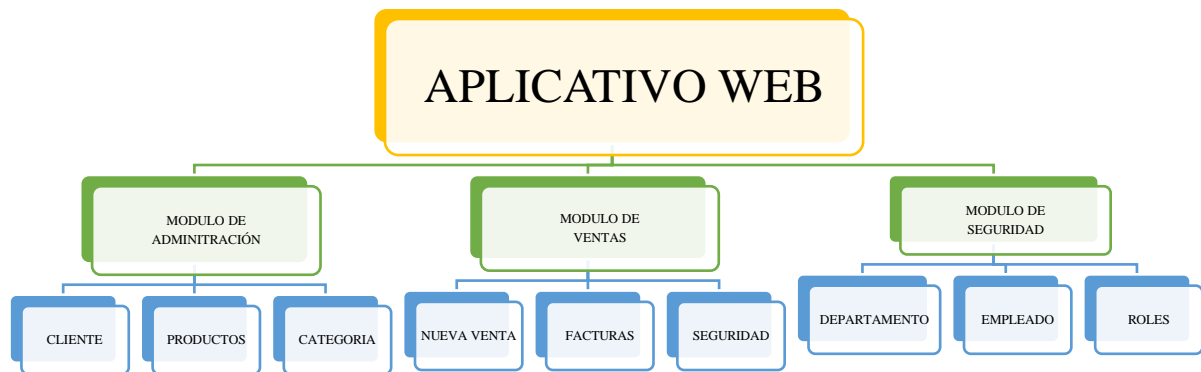 APLICATIVO WEB
MODULO DE
ADMINITRACIÓN
MODULO DE
VENTAS
MODULO DE
SEGURIDAD
CLIENTE
PRODUCTOS
CATEGORIA
NUEVA VENTA
FACTURAS
SEGURIDAD
DEPARTAMENTO
EMPLEADO
ROLES